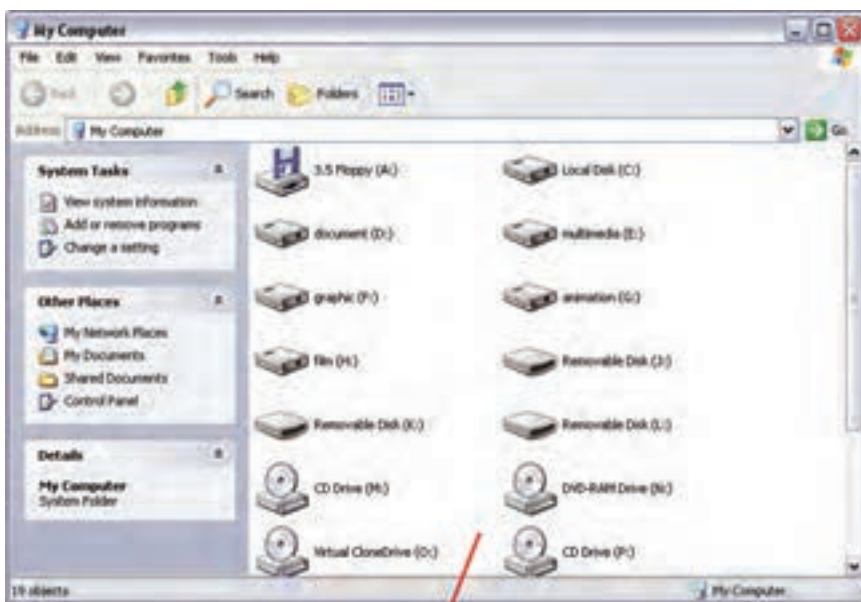 My Computer
File Edit View Favorites Tools Help
Back Search Folders
Address My Computer Go
System Tasks
View system information
Add or remove programs
Change a setting
Other Places
My Network Places
My Documents
Shared Documents
Control Panel
Details
My Computer
System Folder
3.5 Floppy (A:) Local Disk (C:)
document (D:) multimedia (E:)
graphic (F:) animation (G:)
film (H:) Removable Disk (J:)
Removable Disk (K:) Removable Disk (L:)
CD Drive (M:) DVD-RAM Drive (N:)
Virtual CloneDrive (O:) CD Drive (P:)
19 objects My Computer